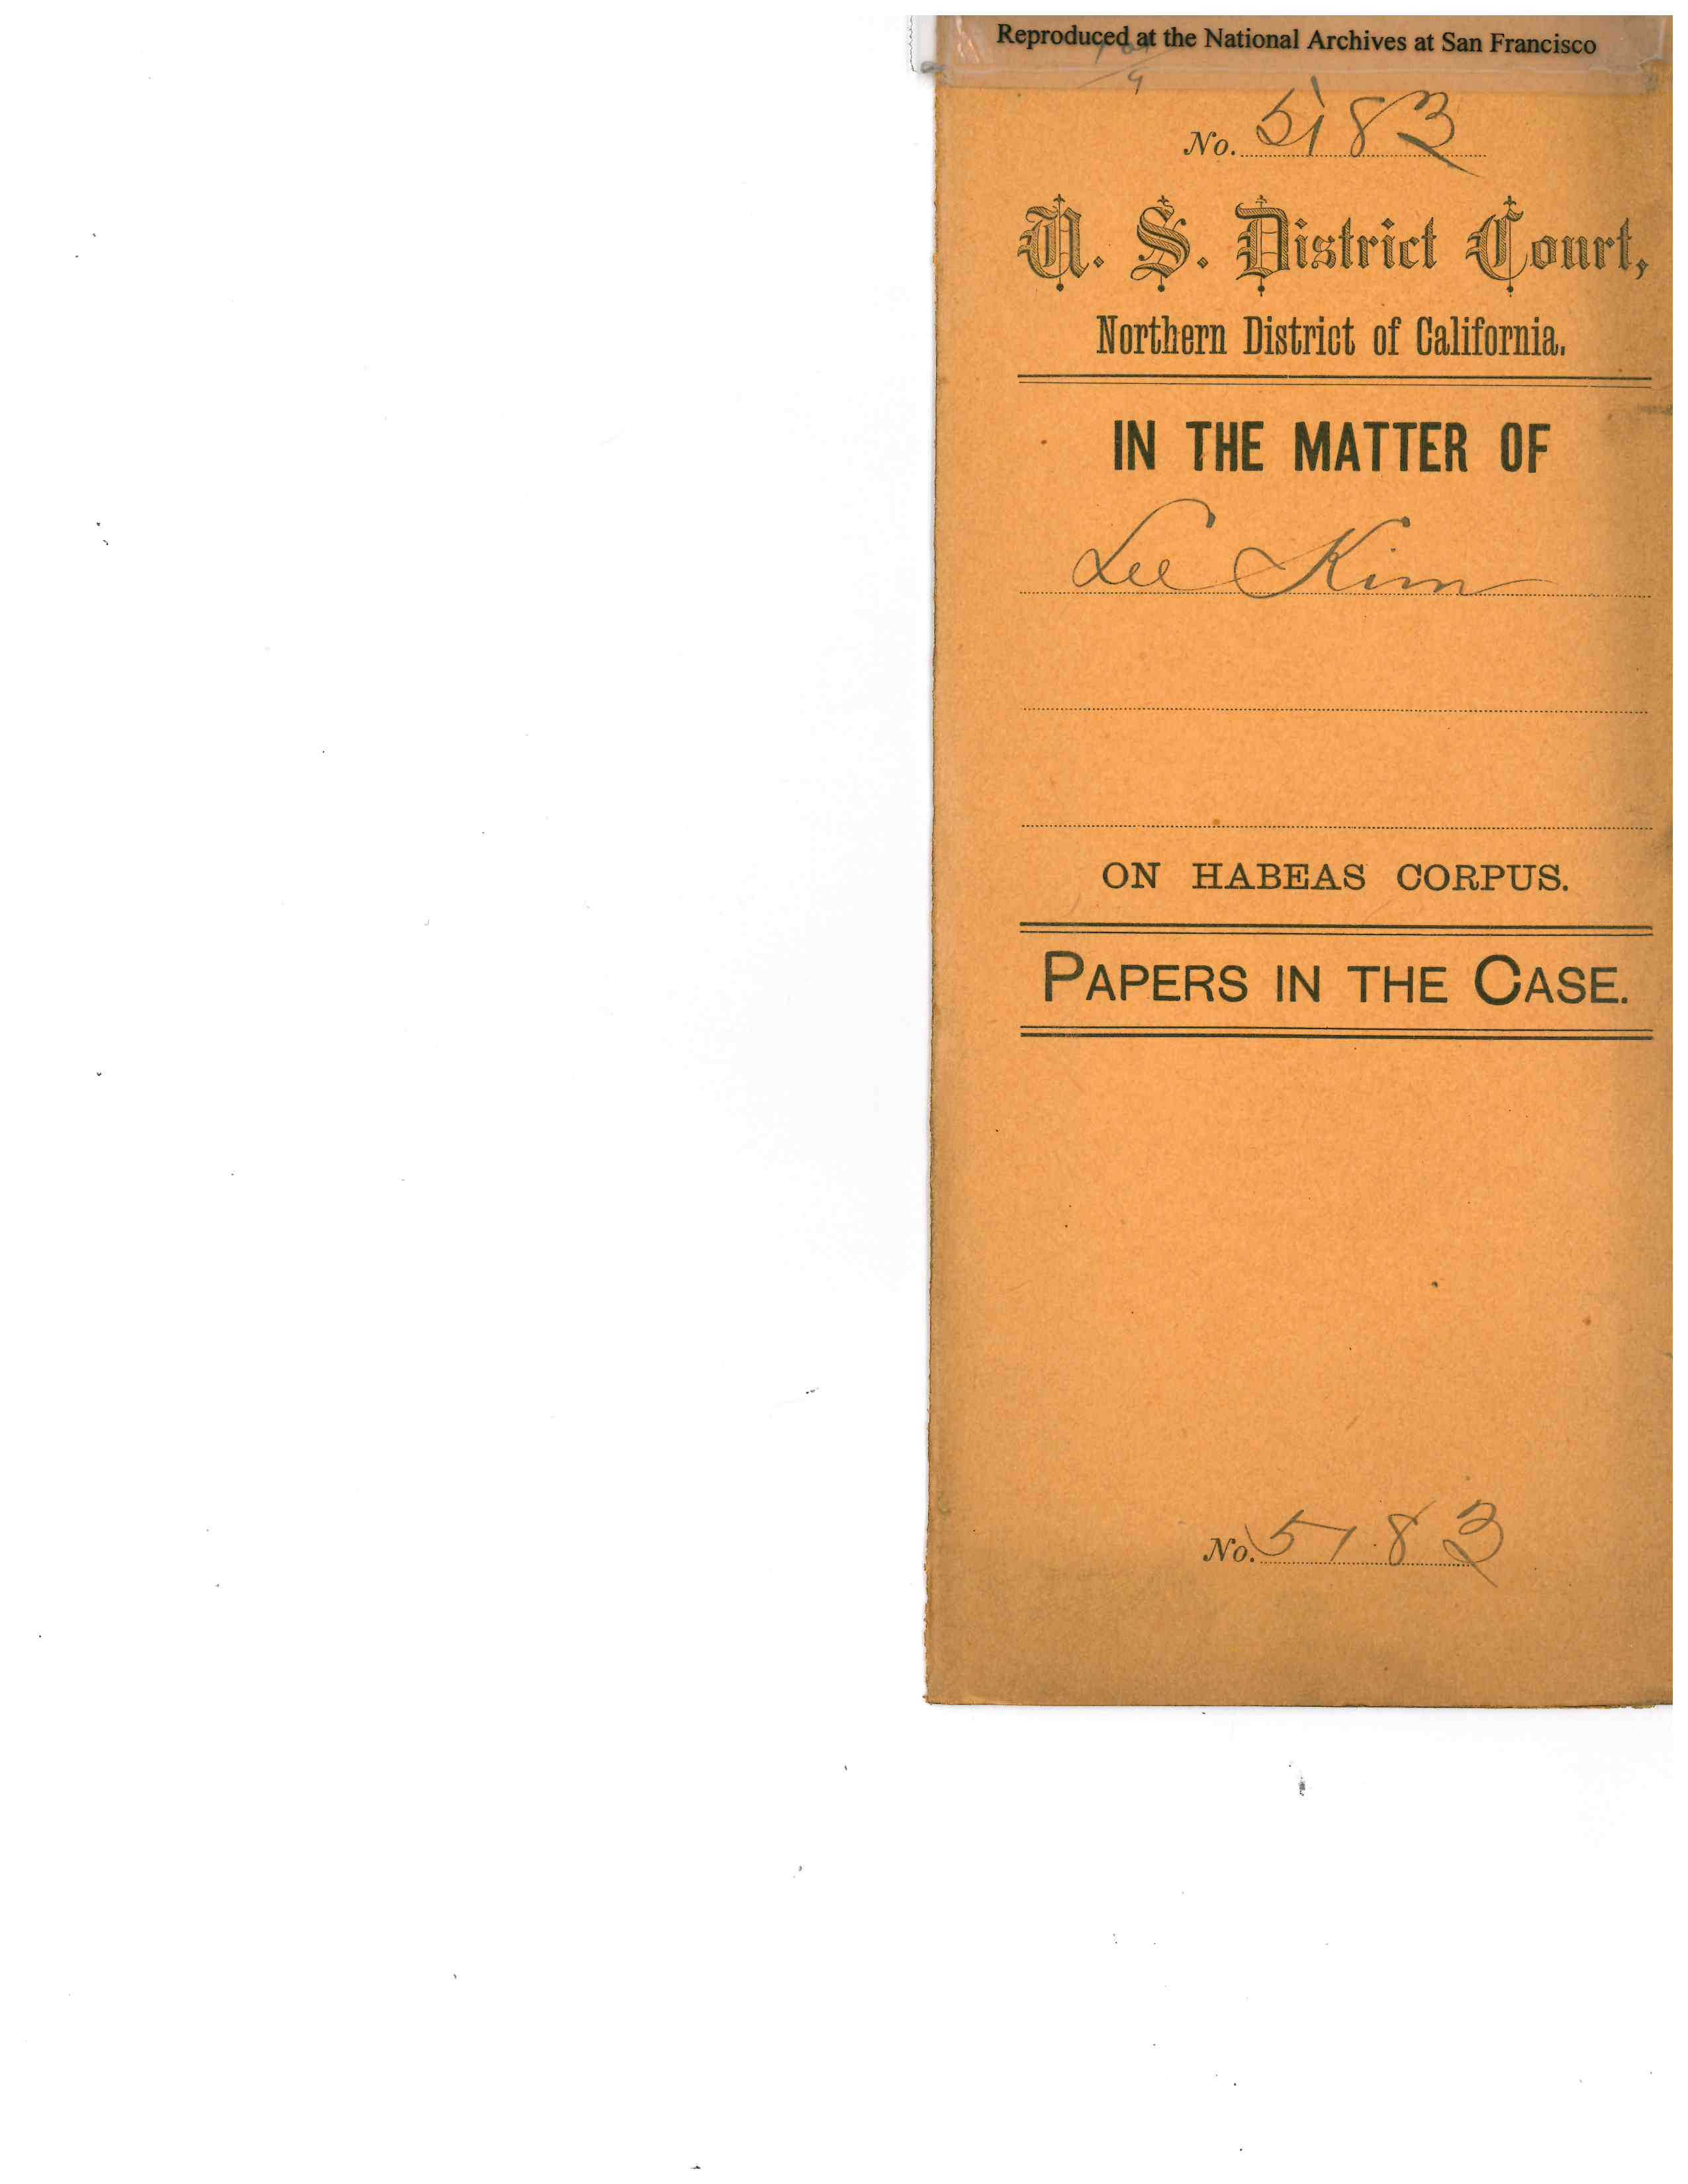 Reproduced at the National Archives at San Francisco
No. 5183
U. S. District Court,
Northern District of California.
IN THE MATTER OF
Lee Kim
ON HABEAS CORPUS.
PAPERS IN THE CASE.
No. 5183